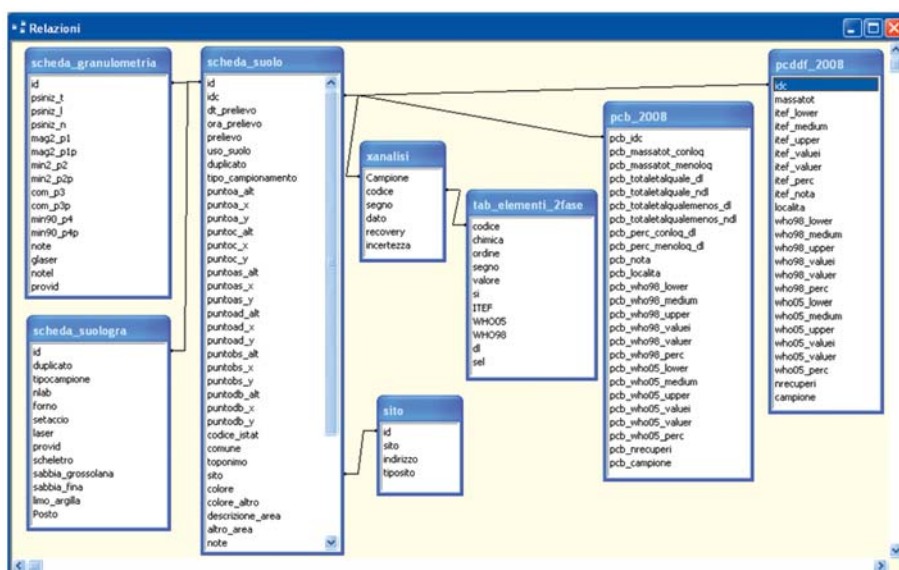 Relazioni
scheda_granulometria
id
psiniz_t
psiniz_l
psiniz_n
mag2_p1
mag2_p1p
min2_p2
min2_p2p
com_p3
com_p3p
min90_p4
min90_p4p
note
glaser
notel
provid
scheda_suologra
id
duplicato
tipocampione
nlab
forno
setaccio
laser
provid
scheletro
sabbia_grossolana
sabbia_fina
limo_argilla
Posto
scheda_suolo
id
idc
dt_prelievo
ora_prelievo
prelievo
uso_suolo
duplicato
tipo_campionamento
puntoa_alt
puntoa_x
puntoa_y
puntoc_alt
puntoc_x
puntoc_y
puntoas_alt
puntoas_x
puntoas_y
puntoad_alt
puntoad_x
puntoad_y
puntobs_alt
puntobs_x
puntobs_y
puntodb_alt
puntodb_x
puntodb_y
codice_istat
comune
toponimo
sito
colore
colore_altro
descrizione_area
altro_area
note
xanalisi
Campione
codice
segno
dato
recovery
incertezza
sito
id
sito
indirizzo
tiposito
tab_elementi_2fase
codice
chimica
ordine
segno
valore
si
ITEF
WHO05
WHO98
dl
sel
pcb_2008
pcb_idc
pcb_massatot_conloq
pcb_massatot_menoloq
pcb_totaletalquale_dl
pcb_totaletalquale_ndl
pcb_totaletalqualemenos_dl
pcb_totaletalqualemenos_ndl
pcb_perc_conloq_dl
pcb_perc_menoloq_dl
pcb_nota
pcb_localita
pcb_who98_lower
pcb_who98_medium
pcb_who98_upper
pcb_who98_valuei
pcb_who98_valuer
pcb_who98_perc
pcb_who05_lower
pcb_who05_medium
pcb_who05_upper
pcb_who05_valuei
pcb_who05_valuer
pcb_who05_perc
pcb_nrecuperi
pcb_campione
pcddf_2008
idc
massatot
itef_lower
itef_medium
itef_upper
itef_valuei
itef_valuer
itef_perc
itef_nota
localita
who98_lower
who98_medium
who98_upper
who98_valuei
who98_valuer
who98_perc
who05_lower
who05_medium
who05_upper
who05_valuei
who05_valuer
who05_perc
nrecuperi
campione